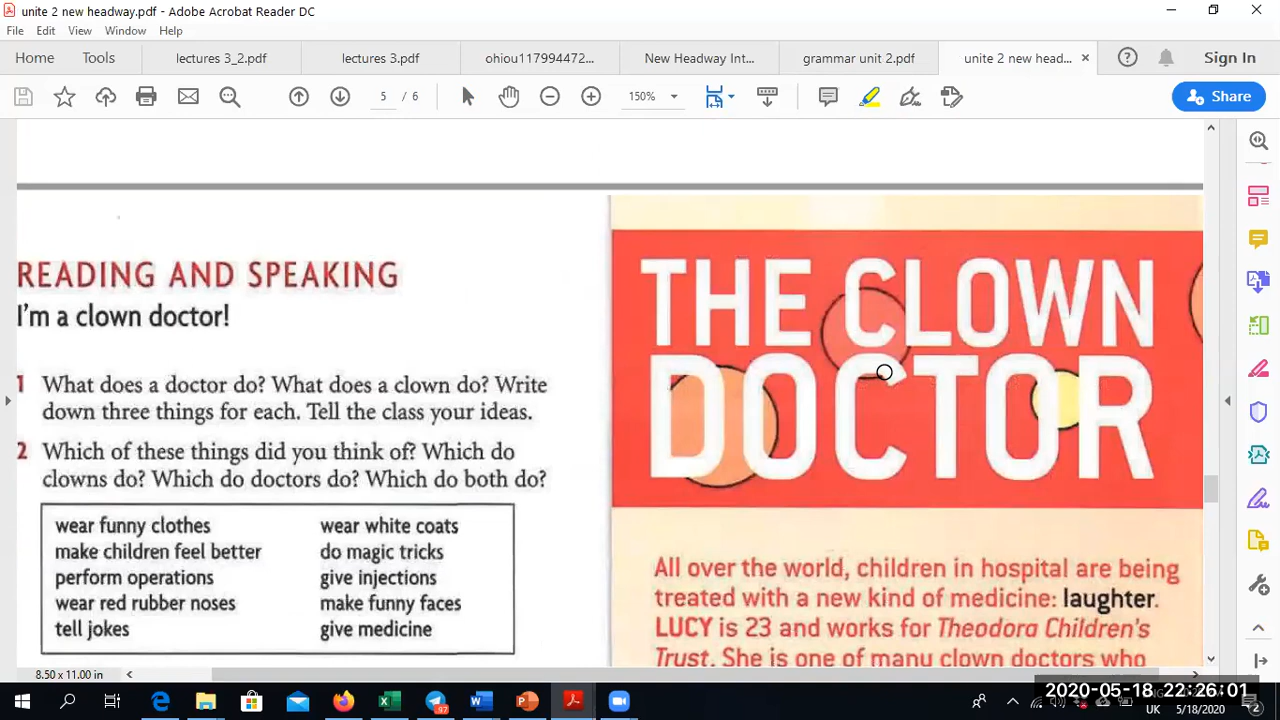 unite 2 new headway.pdf - Adobe Acrobat Reader DC
File Edit View Window Help
Home Tools lectures 3_2.pdf lectures 3.pdf ohiou117994472... New Headway Int... grammar unit 2.pdf unite 2 new head... Sign In
5 / 6 150% Share
READING AND SPEAKING
I'm a clown doctor!
1 What does a doctor do? What does a clown do? Write
down three things for each. Tell the class your ideas.
2 Which of these things did you think of? Which do
clowns do? Which do doctors do? Which do both do?
wear funny clothes wear white coats
make children feel better do magic tricks
perform operations give injections
wear red rubber noses make funny faces
tell jokes give medicine
THE CLOWN
DOCTOR
All over the world, children in hospital are being
treated with a new kind of medicine: laughter.
LUCY is 23 and works for Theodora Children's
Trust. She is one of many clown doctors who
8.50 x 11.00 in
97
2020-05-18 22:26:01
UK 5/18/2020 2